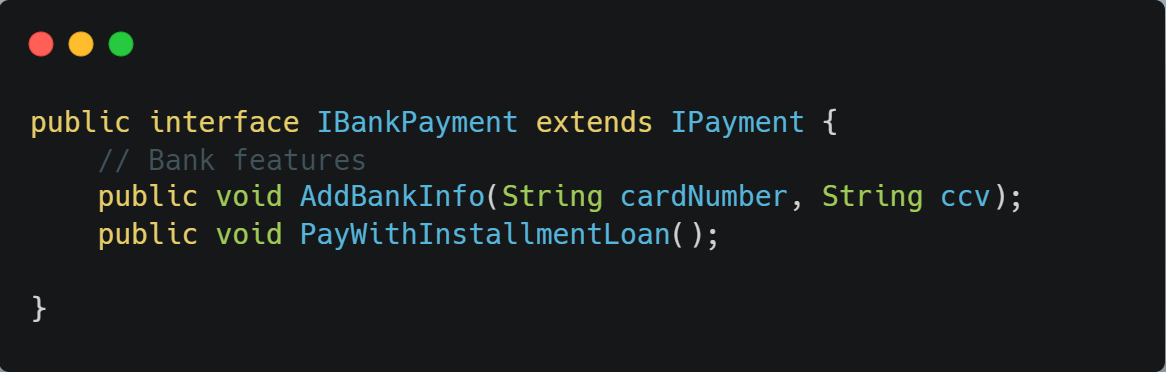 public interface IBankPayment extends IPayment {
    // Bank features
    public void AddBankInfo(String cardNumber, String ccv);
    public void PayWithInstallmentLoan();
}